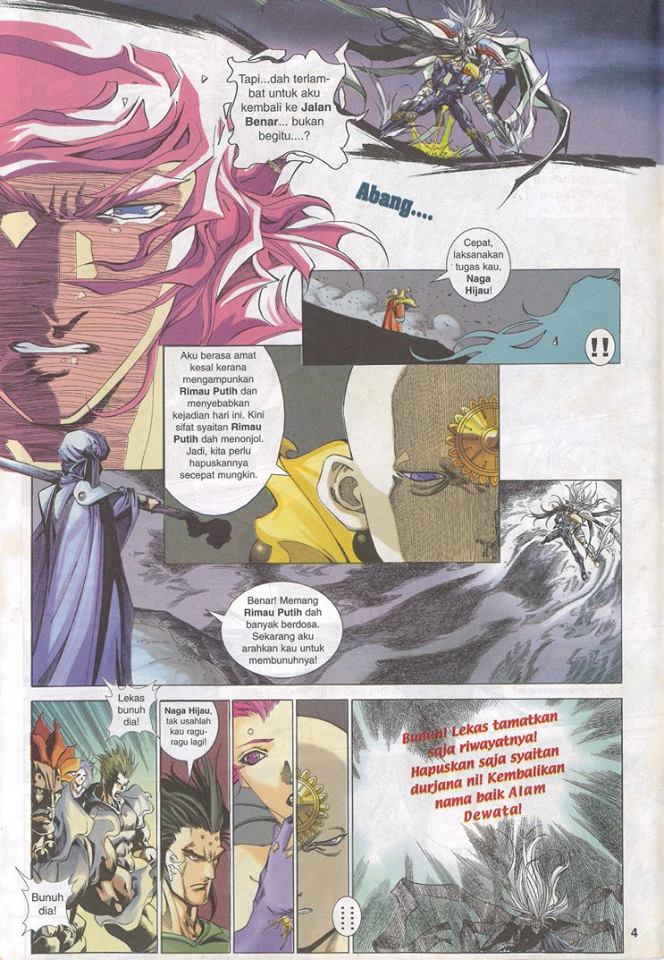 Tapi...dah terlam-
bat untuk aku
kembali ke Jalan
Benar... bukan
begitu....?
Abang....
Cepat,
laksanakan
tugas kau,
Naga
Hijau!
!!
Aku berasa amat
kesal kerana
mengampunkan
Rimau Putih dan
menyebabkan
kejadian hari ini. Kini
sifat syaitan Rimau
Putih dah menonjol.
Jadi, kita perlu
hapuskannya
secepat mungkin.
Benar! Memang
Rimau Putih dah
banyak berdosa.
Sekarang aku
arahkan kau untuk
membunuhnya!
Lekas
bunuh
dia!
Bunuh
dia!
Naga Hijau,
tak usahlah
kau ragu-
ragu lagi!
Bunuh! Lekas tamatkan
saja riwayatnya!
Hapuskan saja syaitan
durjana ni! Kembalikan
nama baik Alam
Dewata!
4